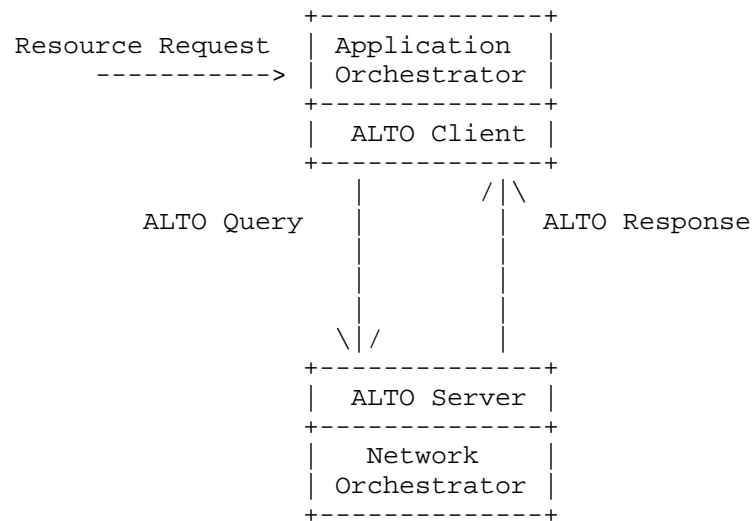 Resource Request
Application
Orchestrator
ALTO Client
ALTO Query
ALTO Response
ALTO Server
Network
Orchestrator